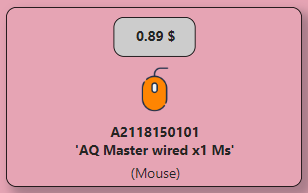 0.89 $
A2118150101
'AQ Master wired x1 Ms'
(Mouse)